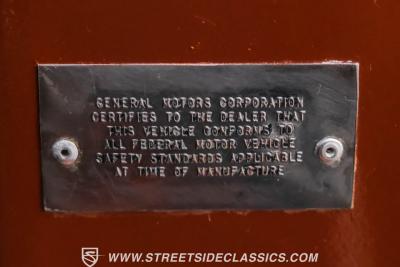 GENERAL MOTORS CORPORATION
CERTIFIES TO THE DEALER THAT
THIS VEHICLE CONFORMS TO
ALL FEDERAL MOTOR VEHICLE
SAFETY STANDARDS APPLICABLE
AT TIME OF MANUFACTURE
WWW.STREETSIDECLASSICS.COM